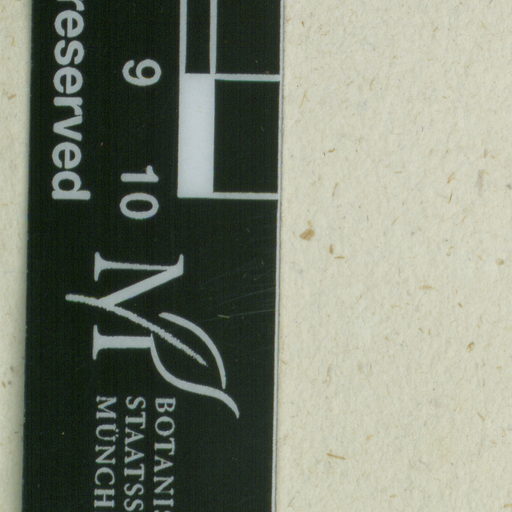 reserved
9 10
M
BOTANIS
STAATSS
MÜNCH